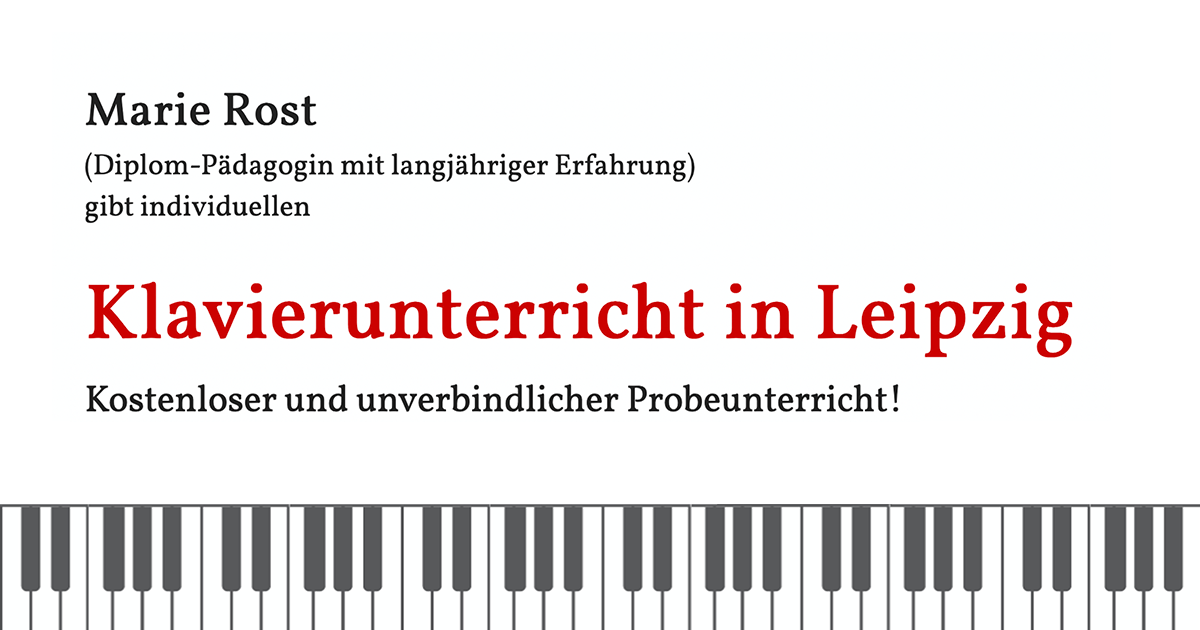 Marie Rost
(Diplom-Pädagogin mit langjähriger Erfahrung)
gibt individuellen
Klavierunterricht in Leipzig
Kostenloser und unverbindlicher Probeunterricht!